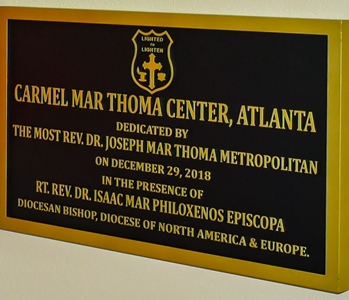 LIGHTED
to
LIGHTEN
CARMEL MAR THOMA CENTER, ATLANTA
DEDICATED BY
THE MOST REV. DR. JOSEPH MAR THOMA METROPOLITAN
ON DECEMBER 29, 2018
IN THE PRESENCE OF
RT. REV. DR. ISAAC MAR PHILOXENOS EPISCOPA
DIOCESAN BISHOP, DIOCESE OF NORTH AMERICA & EUROPE.